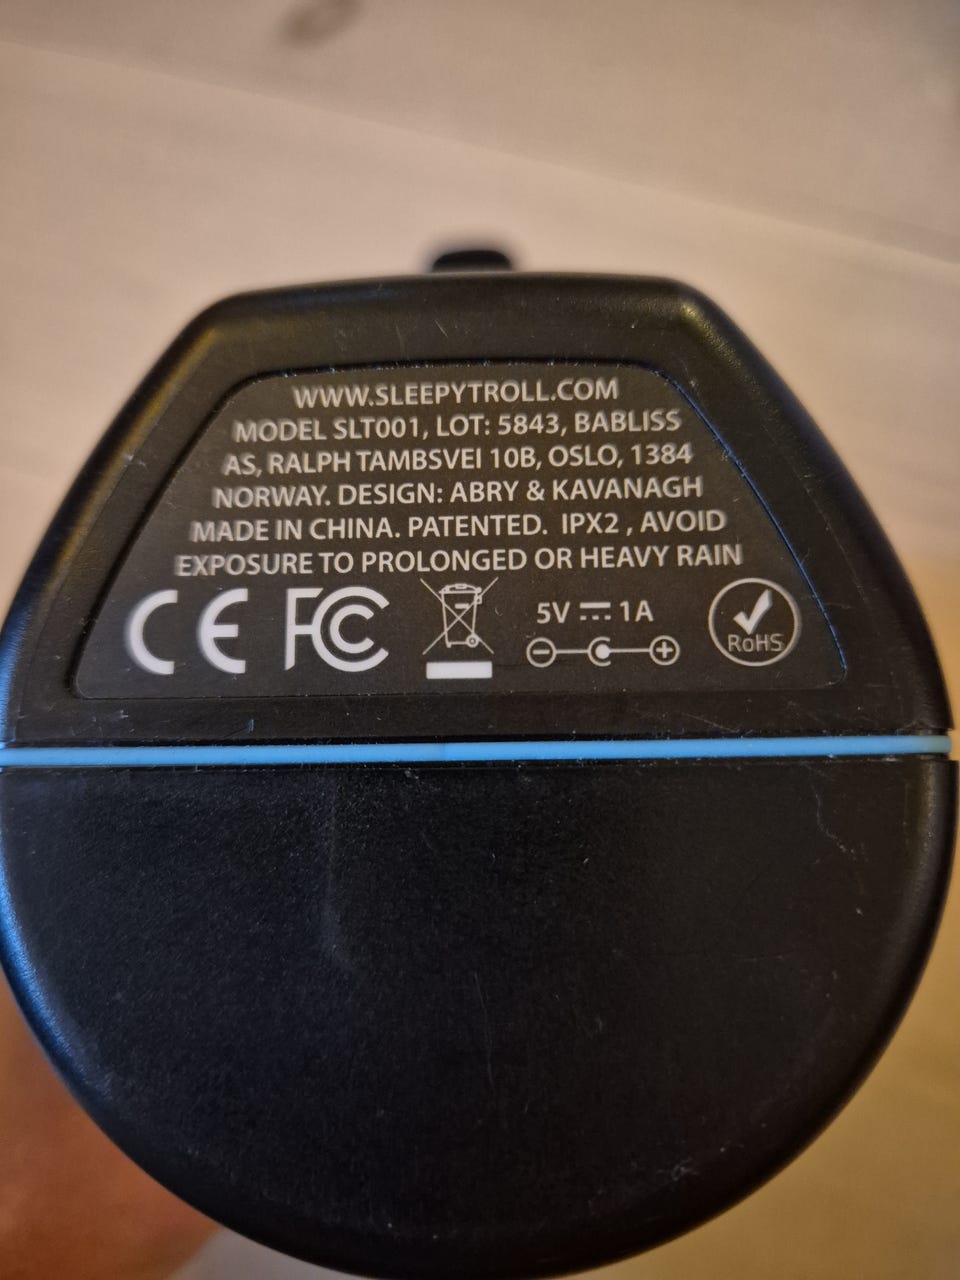 WWW.SLEEPYTROLL.COM
MODEL SLT001, LOT: 5843, BABLISS
AS, RALPH TAMBSVEI 10B, OSLO, 1384
NORWAY. DESIGN: ABRY & KAVANAGH
MADE IN CHINA. PATENTED. IPX2 , AVOID
EXPOSURE TO PROLONGED OR HEAVY RAIN
CE FC 5V 1A RoHS